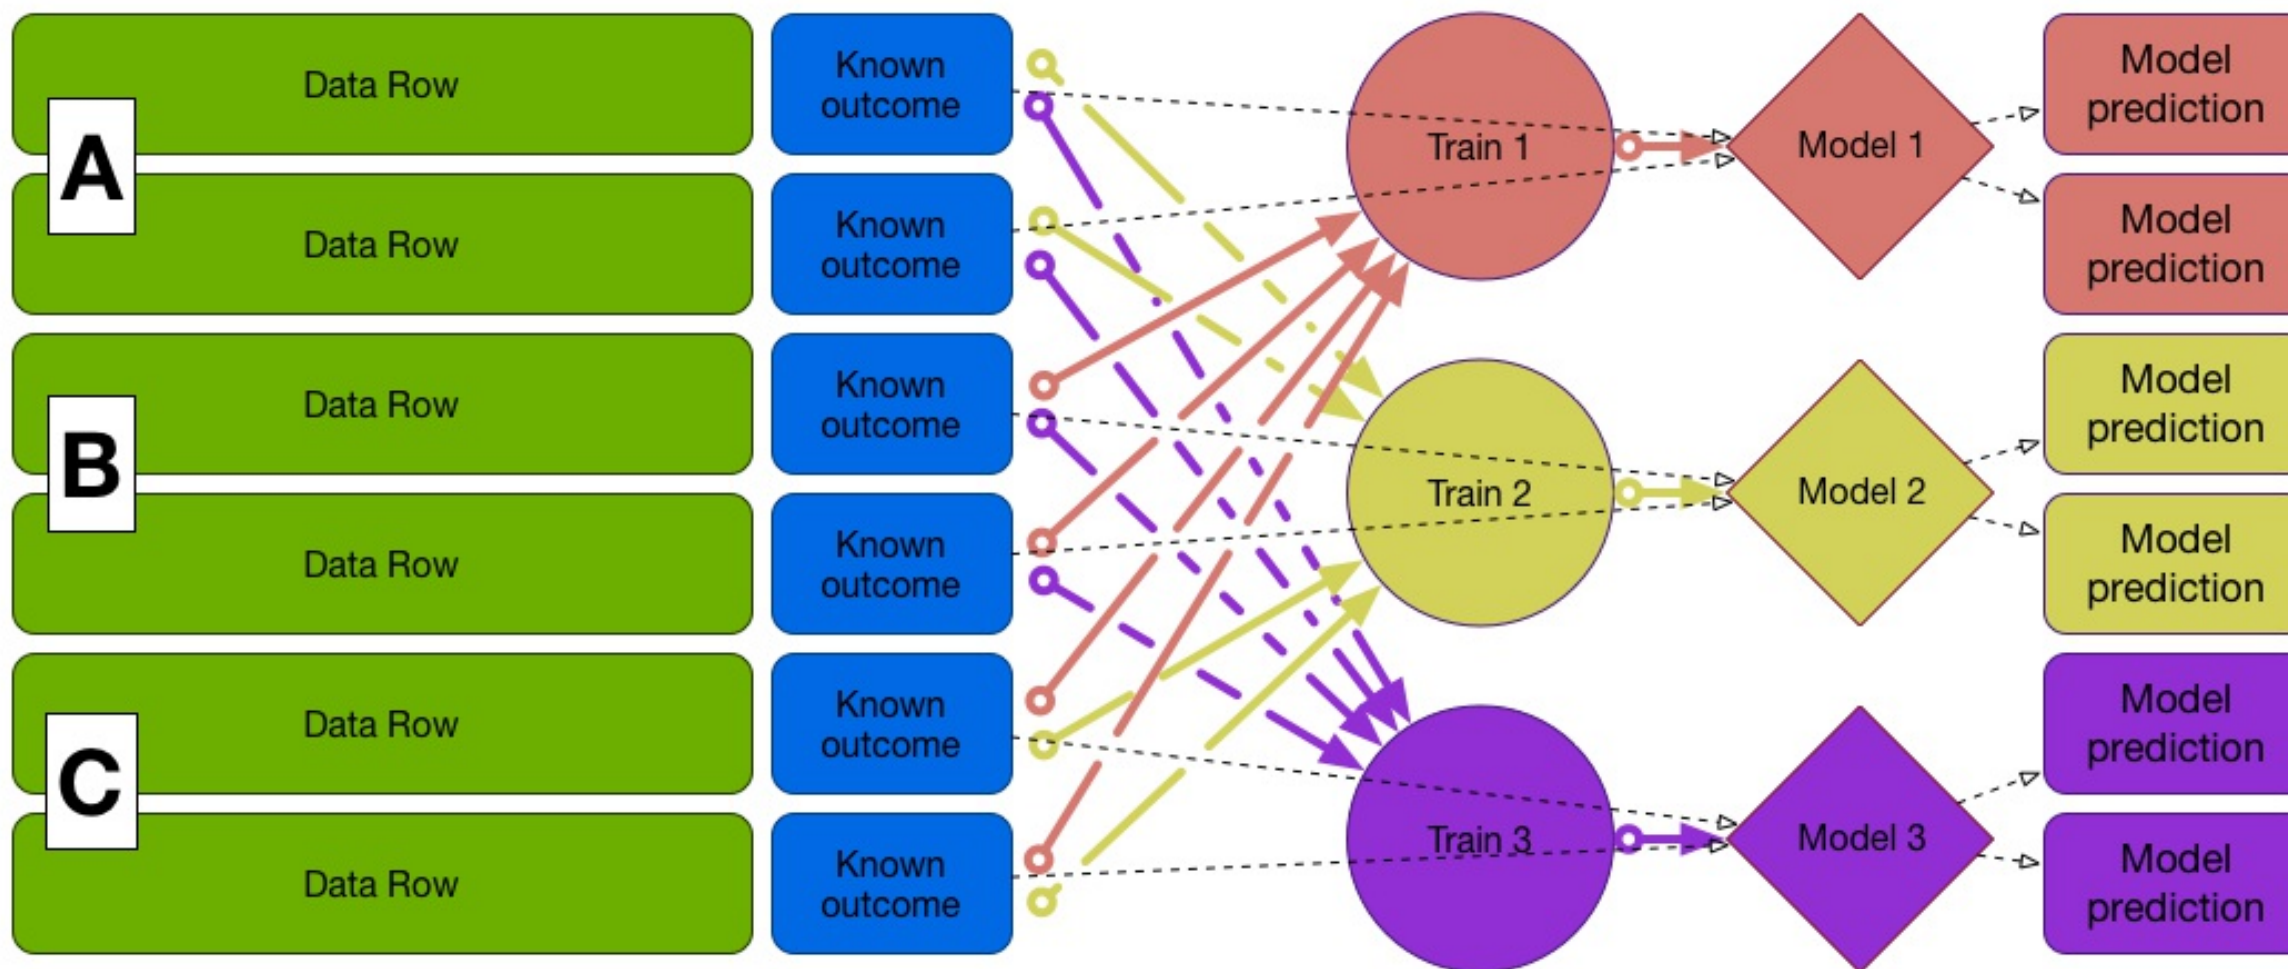 Data Row
Known
outcome
Model
prediction
A
Train 1
Model 1
Data Row
Known
outcome
Model
prediction
Data Row
Known
outcome
Model
prediction
B
Train 2
Model 2
Data Row
Known
outcome
Model
prediction
Data Row
Known
outcome
Model
prediction
C
Train 3
Model 3
Data Row
Known
outcome
Model
prediction